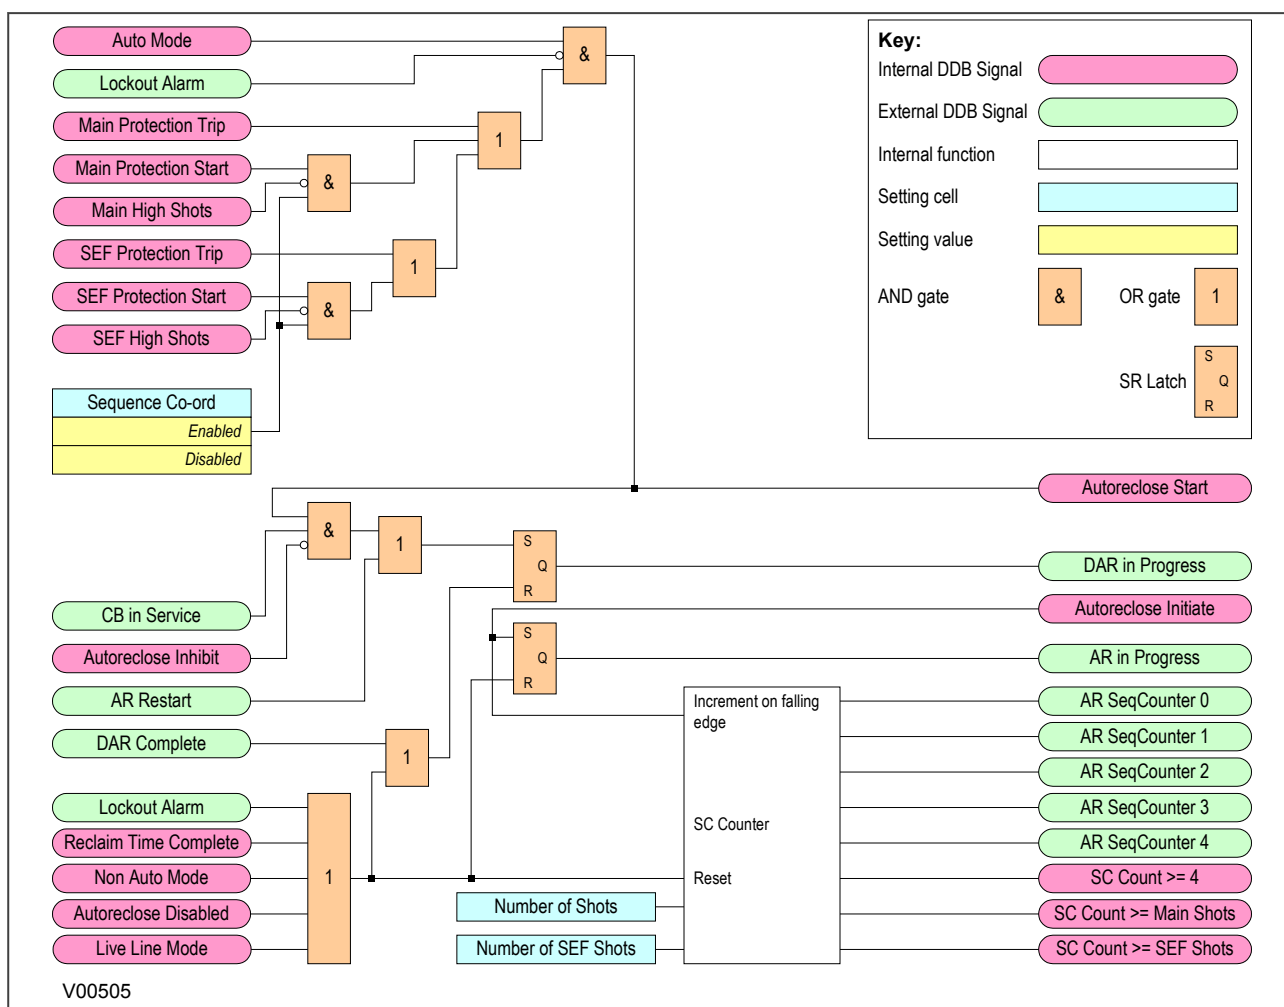 Auto Mode
Lockout Alarm
Main Protection Trip
Main Protection Start
Main High Shots
SEF Protection Trip
SEF Protection Start
SEF High Shots
Sequence Co-ord
Enabled
Disabled
&
&
1
1
&
Key:
Internal DDB Signal
External DDB Signal
Internal function
Setting cell
Setting value
AND gate
&
OR gate
1
SR Latch
S
Q
R
Autoreclose Start
DAR in Progress
Autoreclose Initiate
AR in Progress
AR SeqCounter 0
AR SeqCounter 1
AR SeqCounter 2
AR SeqCounter 3
AR SeqCounter 4
SC Count >= 4
SC Count >= Main Shots
SC Count >= SEF Shots
&
1
S
Q
R
S
Q
R
CB in Service
Autoreclose Inhibit
AR Restart
DAR Complete
1
Lockout Alarm
Reclaim Time Complete
Non Auto Mode
Autoreclose Disabled
Live Line Mode
1
Increment on falling
edge
SC Counter
Reset
Number of Shots
Number of SEF Shots
V00505